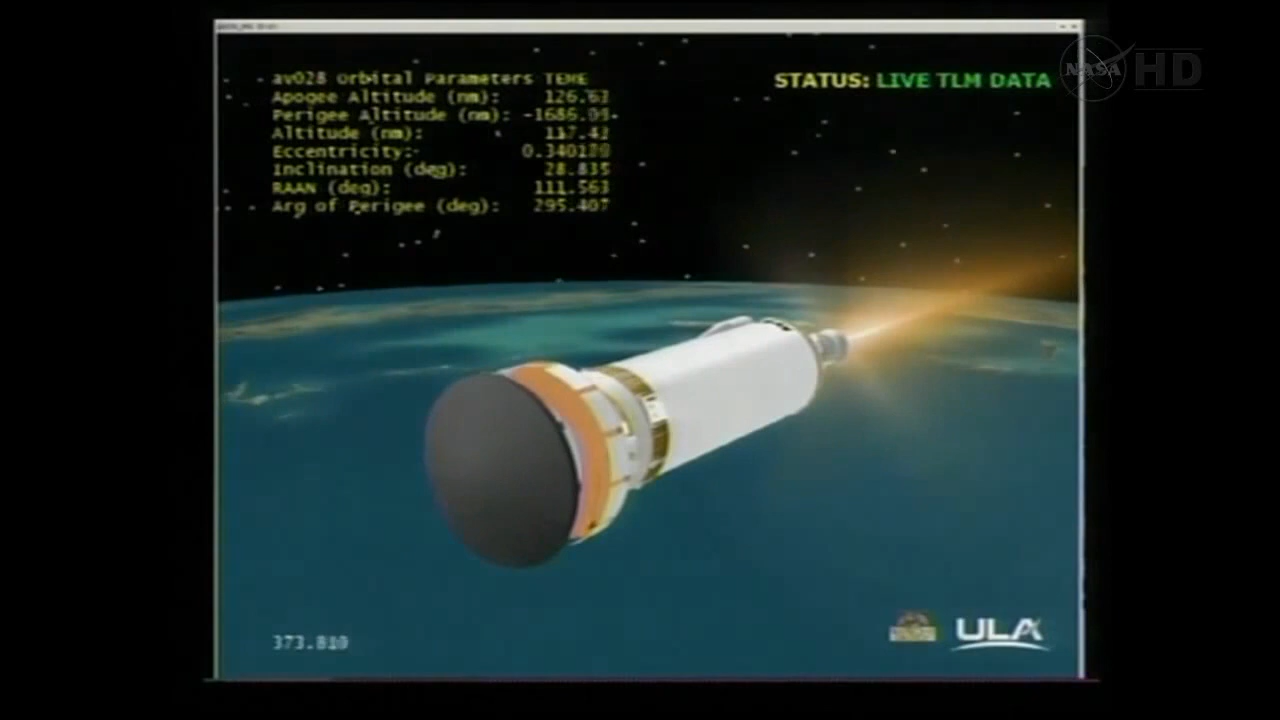 av028 Orbital Parameters TEME
Apogee Altitude (nm): 126.63
Perigee Altitude (nm): -1686.09
Altitude (nm): 117.43
Eccentricity: 0.340180
Inclination (deg): 28.835
RAAN (deg): 111.563
Arg of Perigee (deg): 295.407
STATUS: LIVE TLM DATA
NASA HD
373.810
ULA